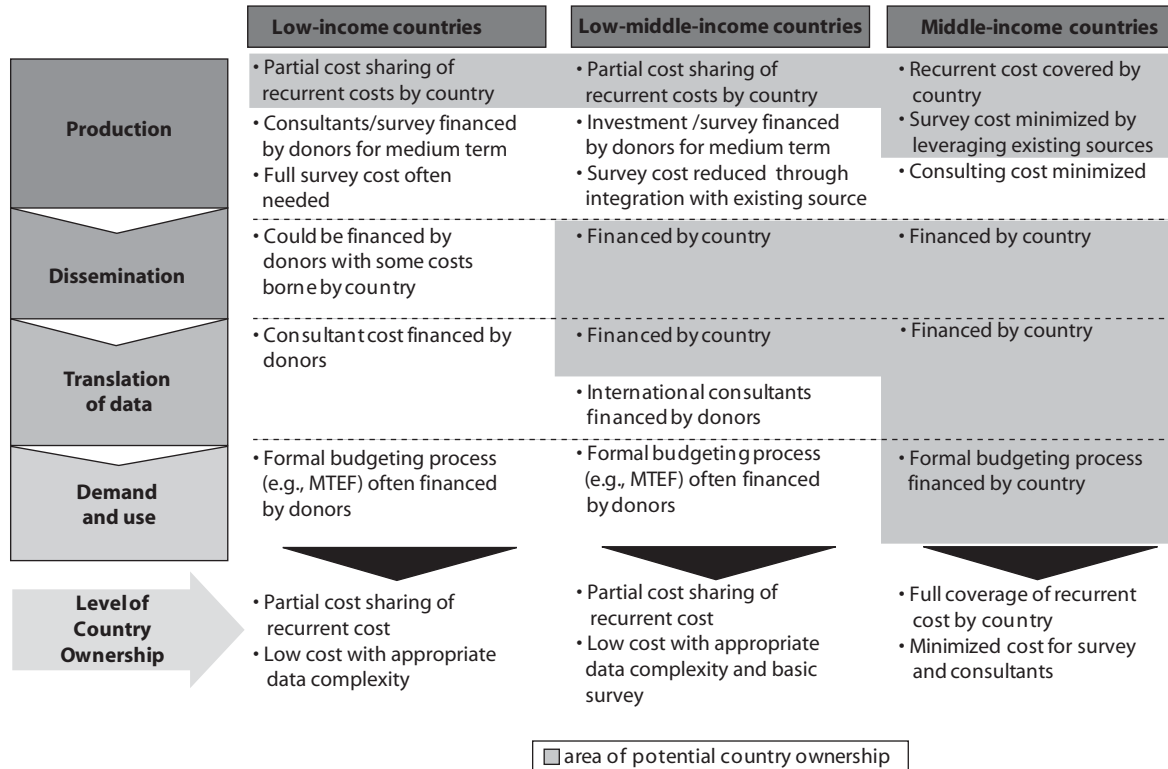 Low-income countries
Low-middle-income countries
Middle-income countries
Production
• Partial cost sharing of
recurrent costs by country
• Consultants/survey financed
by donors for medium term
• Full survey cost often
needed
• Partial cost sharing of
recurrent costs by country
• Investment /survey financed
by donors for medium term
• Survey cost reduced through
integration with existing source
• Recurrent cost covered by
country
• Survey cost minimized by
leveraging existing sources
• Consulting cost minimized
Dissemination
• Could be financed by
donors with some costs
borne by country
• Financed by country
• Financed by country
Translation
of data
• Consultant cost financed by
donors
• Financed by country
• International consultants
financed by donors
• Financed by country
Demand
and use
• Formal budgeting process
(e.g., MTEF) often financed
by donors
• Formal budgeting process
(e.g., MTEF) often financed
by donors
• Formal budgeting process
financed by country
Level of
Country
Ownership
• Partial cost sharing of
recurrent cost
• Low cost with appropriate
data complexity
• Partial cost sharing of
recurrent cost
• Low cost with appropriate
data complexity and basic
survey
• Full coverage of recurrent
cost by country
• Minimized cost for survey
and consultants
area of potential country ownership